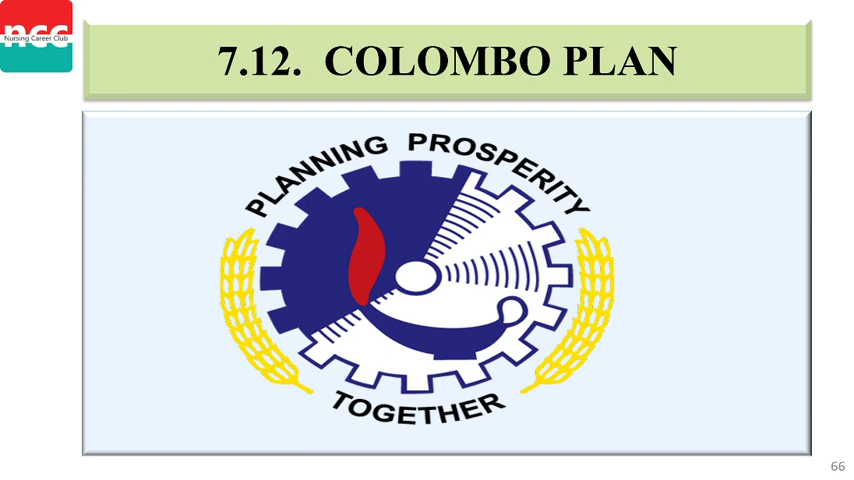 ncc
Nursing Career Club
7.12. COLOMBO PLAN
PLANNING PROSPERITY
TOGETHER
66